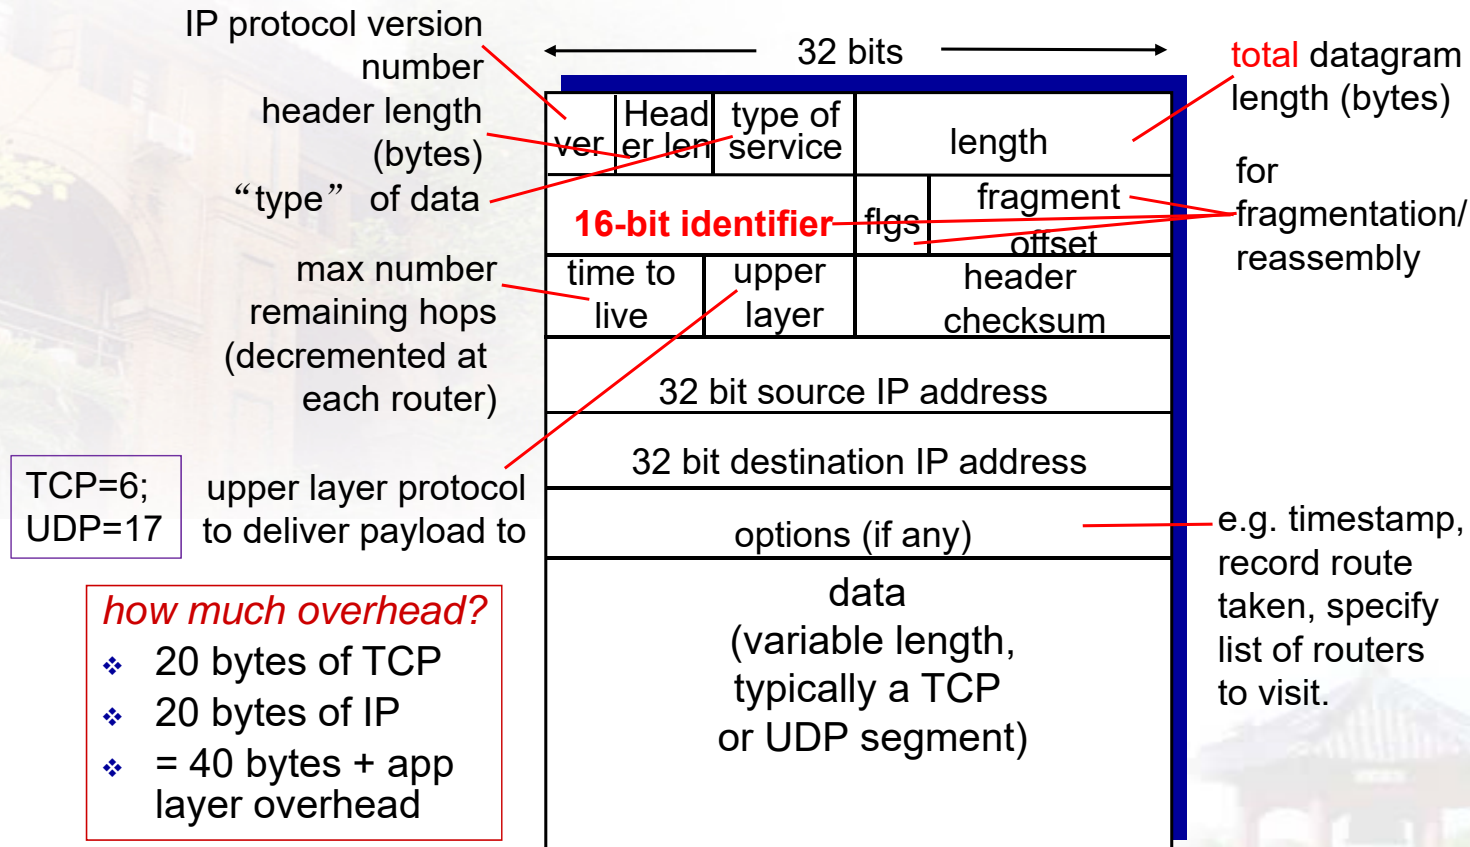 IP protocol version
number
header length
(bytes)
“type” of data
max number
remaining hops
(decremented at
each router)
TCP=6;
UDP=17
upper layer protocol
to deliver payload to
how much overhead?
❖ 20 bytes of TCP
❖ 20 bytes of IP
❖ = 40 bytes + app
layer overhead
32 bits
ver
Head
er len
type of
service
length
16-bit identifier
flgs
fragment
offset
time to
live
upper
layer
header
checksum
32 bit source IP address
32 bit destination IP address
options (if any)
data
(variable length,
typically a TCP
or UDP segment)
total datagram
length (bytes)
for
fragmentation/
reassembly
e.g. timestamp,
record route
taken, specify
list of routers
to visit.